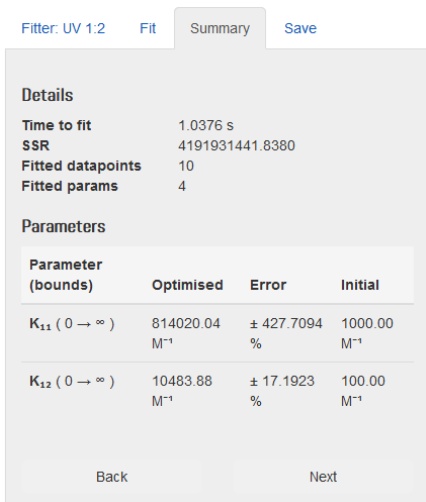 Fitter: UV 1:2 Fit Summary Save
Details
Time to fit 1.0376 s
SSR 4191931441.8380
Fitted datapoints 10
Fitted params 4
Parameters
Parameter
(bounds) Optimised Error Initial
K₁₁ ( 0 → ∞ ) 814020.04 ± 427.7094 1000.00
M⁻¹ % M⁻¹
K₁₂ ( 0 → ∞ ) 10483.88 ± 17.1923 100.00
M⁻¹ % M⁻¹
Back Next